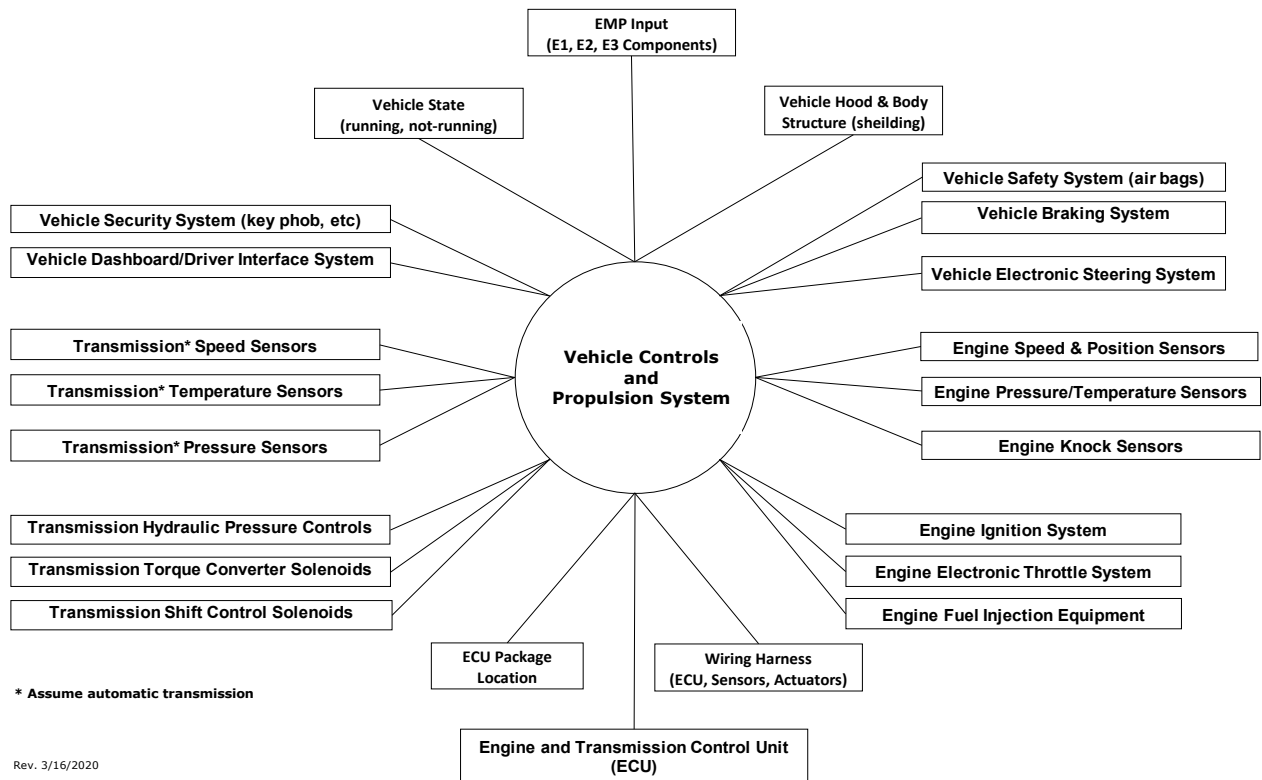 EMP Input
(E1, E2, E3 Components)
Vehicle State
(running, not-running)
Vehicle Hood & Body
Structure (sheilding)
Vehicle Safety System (air bags)
Vehicle Braking System
Vehicle Electronic Steering System
Vehicle Security System (key phob, etc)
Vehicle Dashboard/Driver Interface System
Transmission* Speed Sensors
Transmission* Temperature Sensors
Transmission* Pressure Sensors
Vehicle Controls
and
Propulsion System
Engine Speed & Position Sensors
Engine Pressure/Temperature Sensors
Engine Knock Sensors
Transmission Hydraulic Pressure Controls
Transmission Torque Converter Solenoids
Transmission Shift Control Solenoids
Engine Ignition System
Engine Electronic Throttle System
Engine Fuel Injection Equipment
ECU Package
Location
Wiring Harness
(ECU, Sensors, Actuators)
* Assume automatic transmission
Engine and Transmission Control Unit
(ECU)
Rev. 3/16/2020